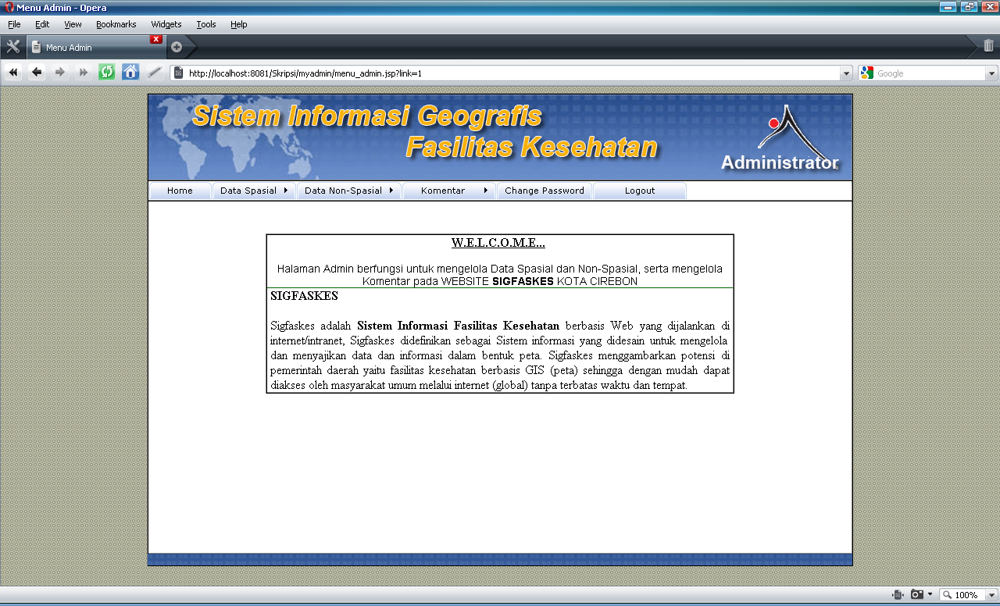 Menu Admin - Opera
File Edit View Bookmarks Widgets Tools Help
Menu Admin
http://localhost:8081/Skripsi/myadmin/menu_admin.jsp?link=1
Google
Sistem Informasi Geografis
Fasilitas Kesehatan
Administrator
Home Data Spasial Data Non-Spasial Komentar Change Password Logout
W.E.L.C.O.M.E...
Halaman Admin berfungsi untuk mengelola Data Spasial dan Non-Spasial, serta mengelola
Komentar pada WEBSITE SIGFASKES KOTA CIREBON
SIGFASKES
Sigfaskes adalah Sistem Informasi Fasilitas Kesehatan berbasis Web yang dijalankan di
internet/intranet, Sigfaskes didefinikan sebagai Sistem informasi yang didesain untuk mengelola
dan menyajikan data dan informasi dalam bentuk peta. Sigfaskes menggambarkan potensi di
pemerintah daerah yaitu fasilitas kesehatan berbasis GIS (peta) sehingga dengan mudah dapat
diakses oleh masyarakat umum melalui internet (global) tanpa terbatas waktu dan tempat.
100%